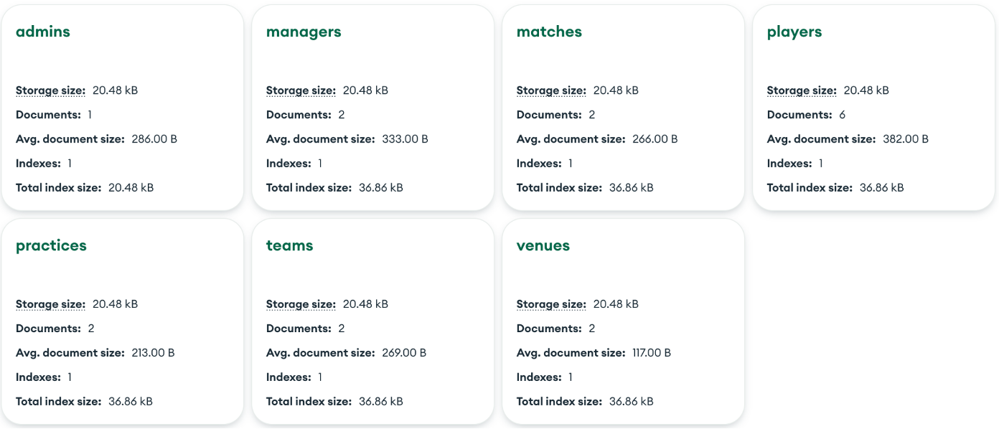 admins
Storage size: 20.48 kB
Documents: 1
Avg. document size: 286.00 B
Indexes: 1
Total index size: 20.48 kB
managers
Storage size: 20.48 kB
Documents: 2
Avg. document size: 333.00 B
Indexes: 1
Total index size: 36.86 kB
matches
Storage size: 20.48 kB
Documents: 2
Avg. document size: 266.00 B
Indexes: 1
Total index size: 36.86 kB
players
Storage size: 20.48 kB
Documents: 6
Avg. document size: 382.00 B
Indexes: 1
Total index size: 36.86 kB
practices
Storage size: 20.48 kB
Documents: 2
Avg. document size: 213.00 B
Indexes: 1
Total index size: 36.86 kB
teams
Storage size: 20.48 kB
Documents: 2
Avg. document size: 269.00 B
Indexes: 1
Total index size: 36.86 kB
venues
Storage size: 20.48 kB
Documents: 2
Avg. document size: 117.00 B
Indexes: 1
Total index size: 36.86 kB